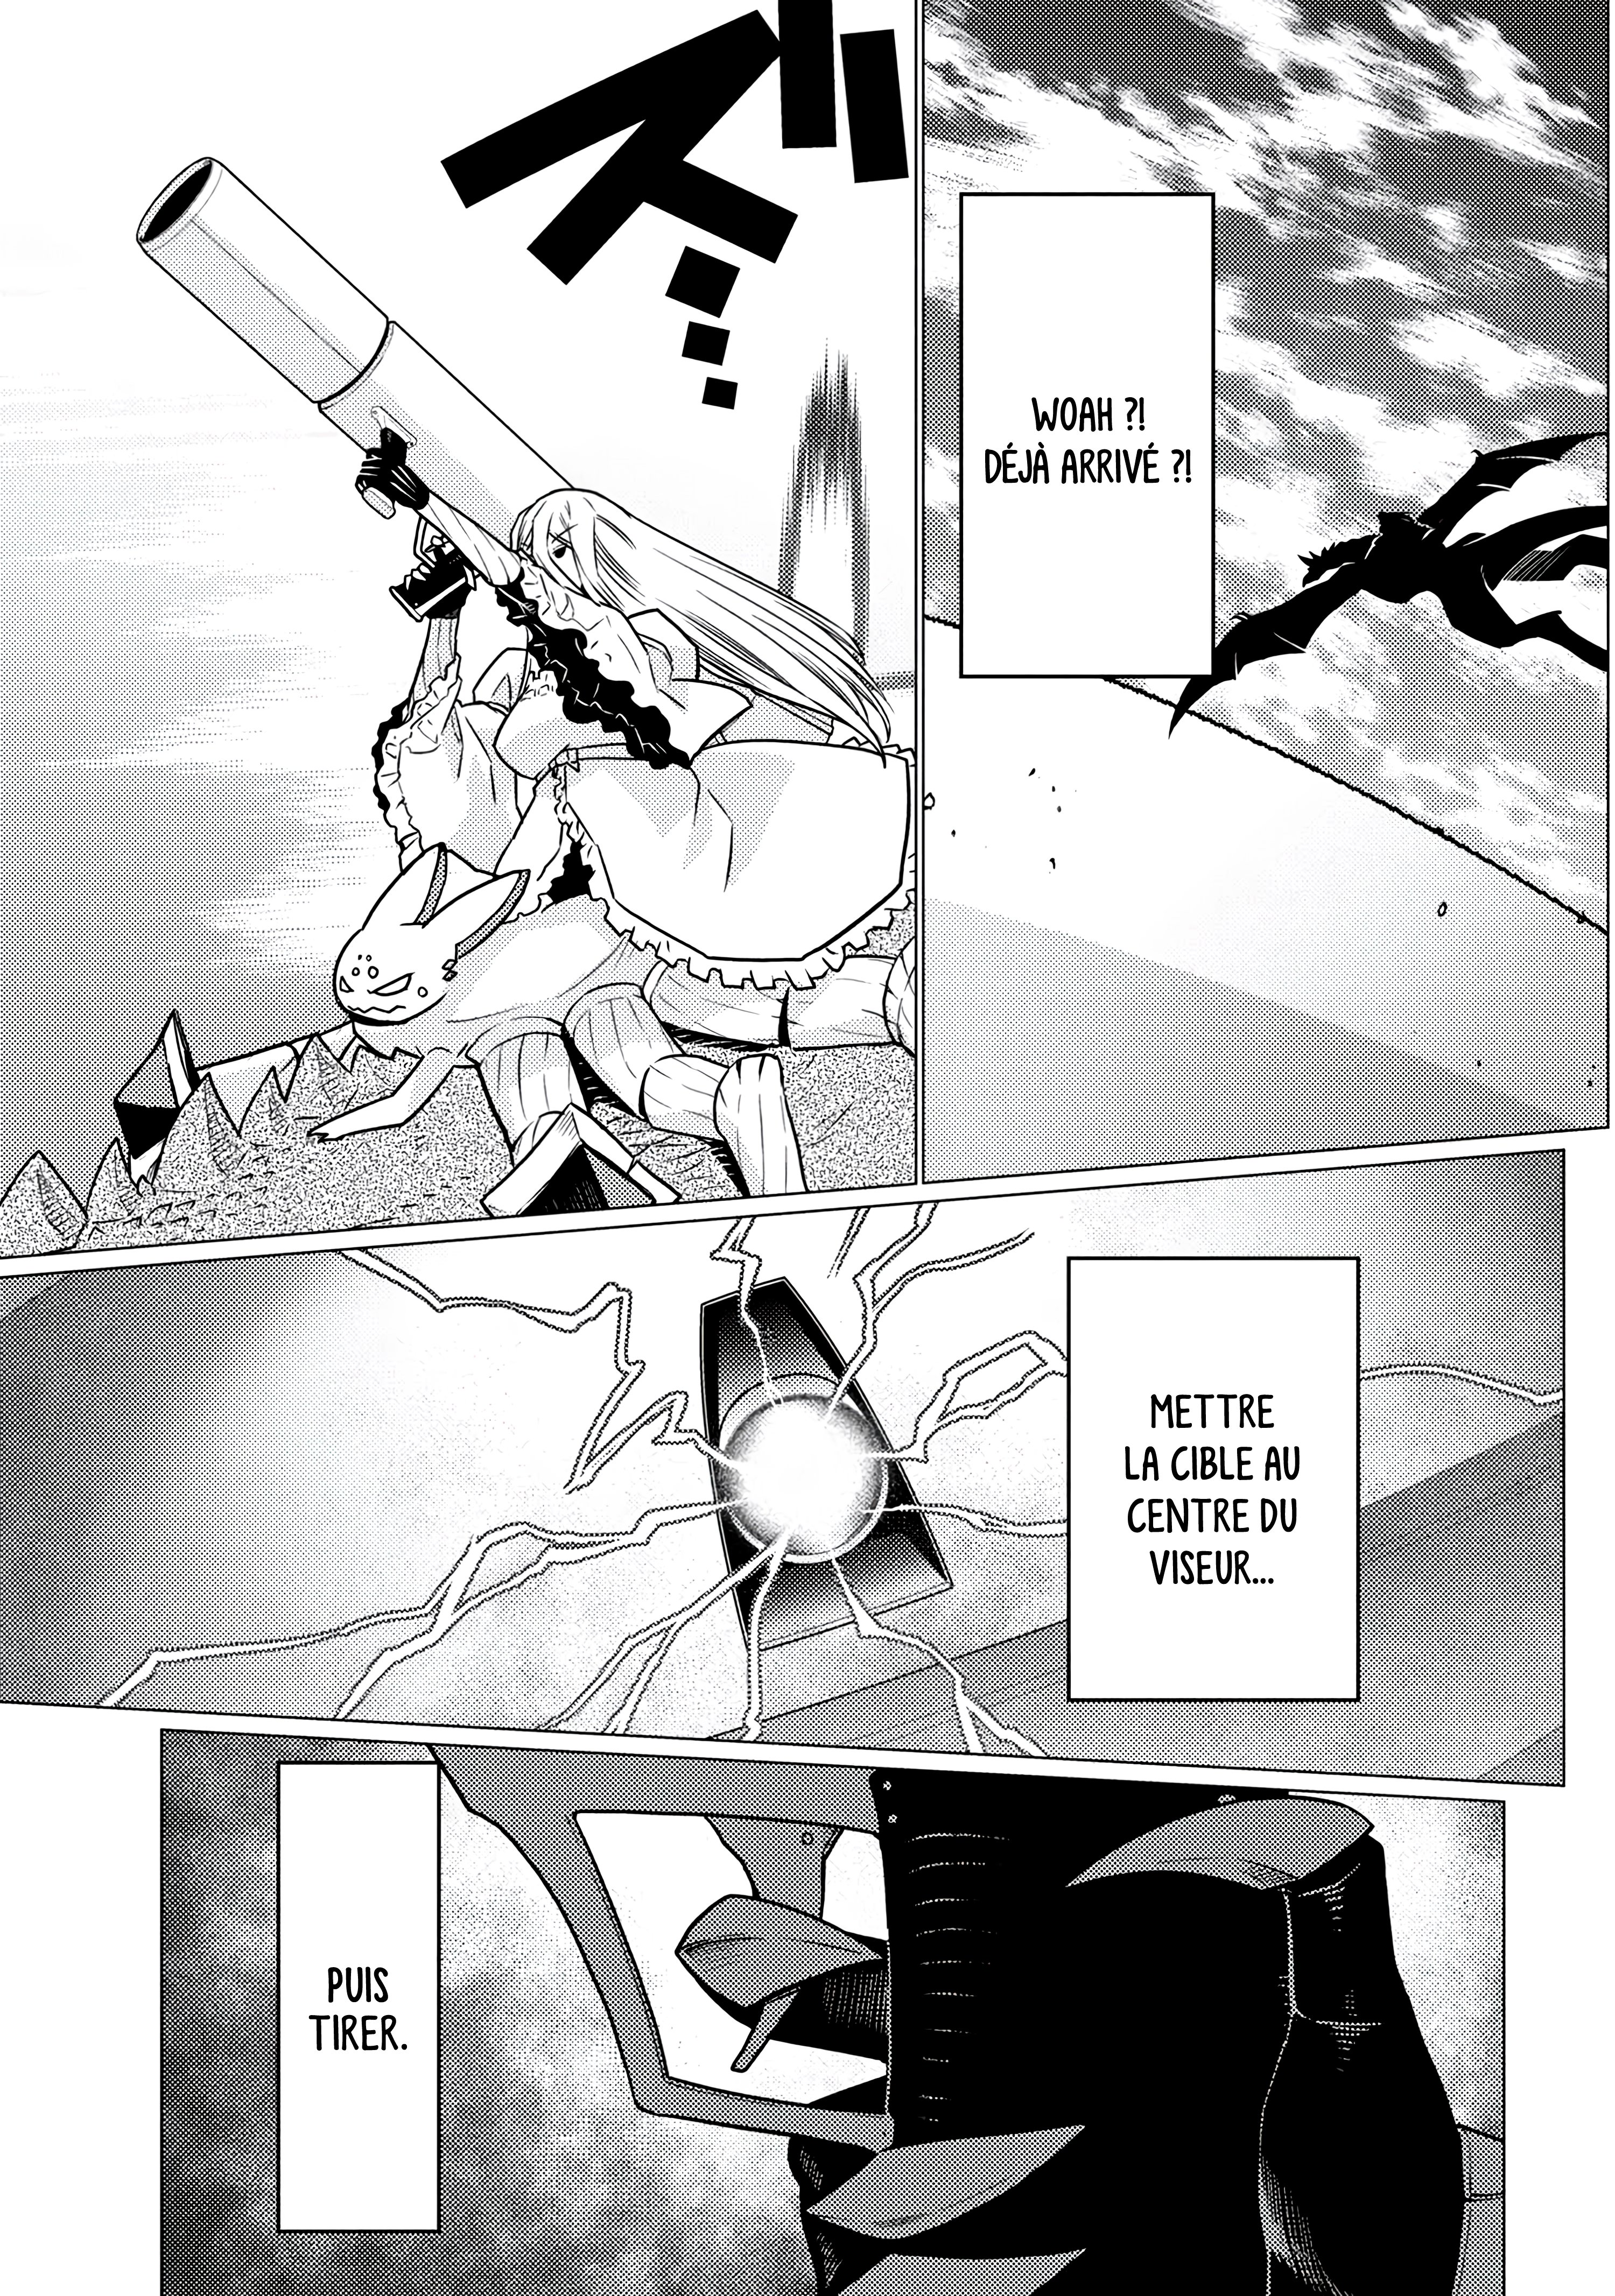 WOAH ?!
DÉJÀ ARRIVÉ ?!
ズ
METTRE
LA CIBLE AU
CENTRE DU
VISEUR...
PUIS
TIRER.